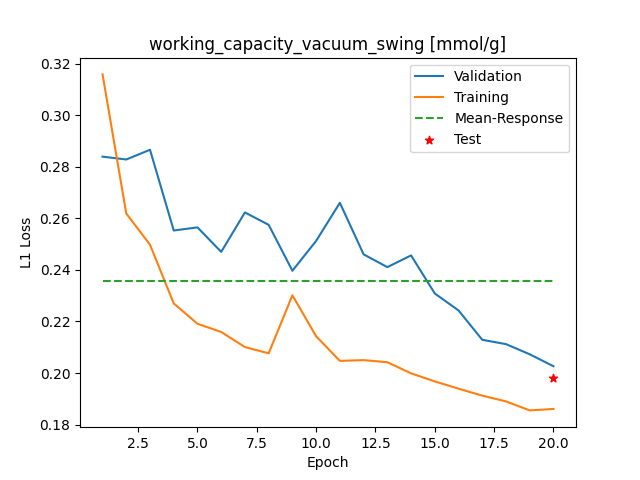 working_capacity_vacuum_swing [mmol/g]
Validation
Training
Mean-Response
Test
L1 Loss
0.32
0.30
0.28
0.26
0.24
0.22
0.20
0.18
2.5 5.0 7.5 10.0 12.5 15.0 17.5 20.0
Epoch